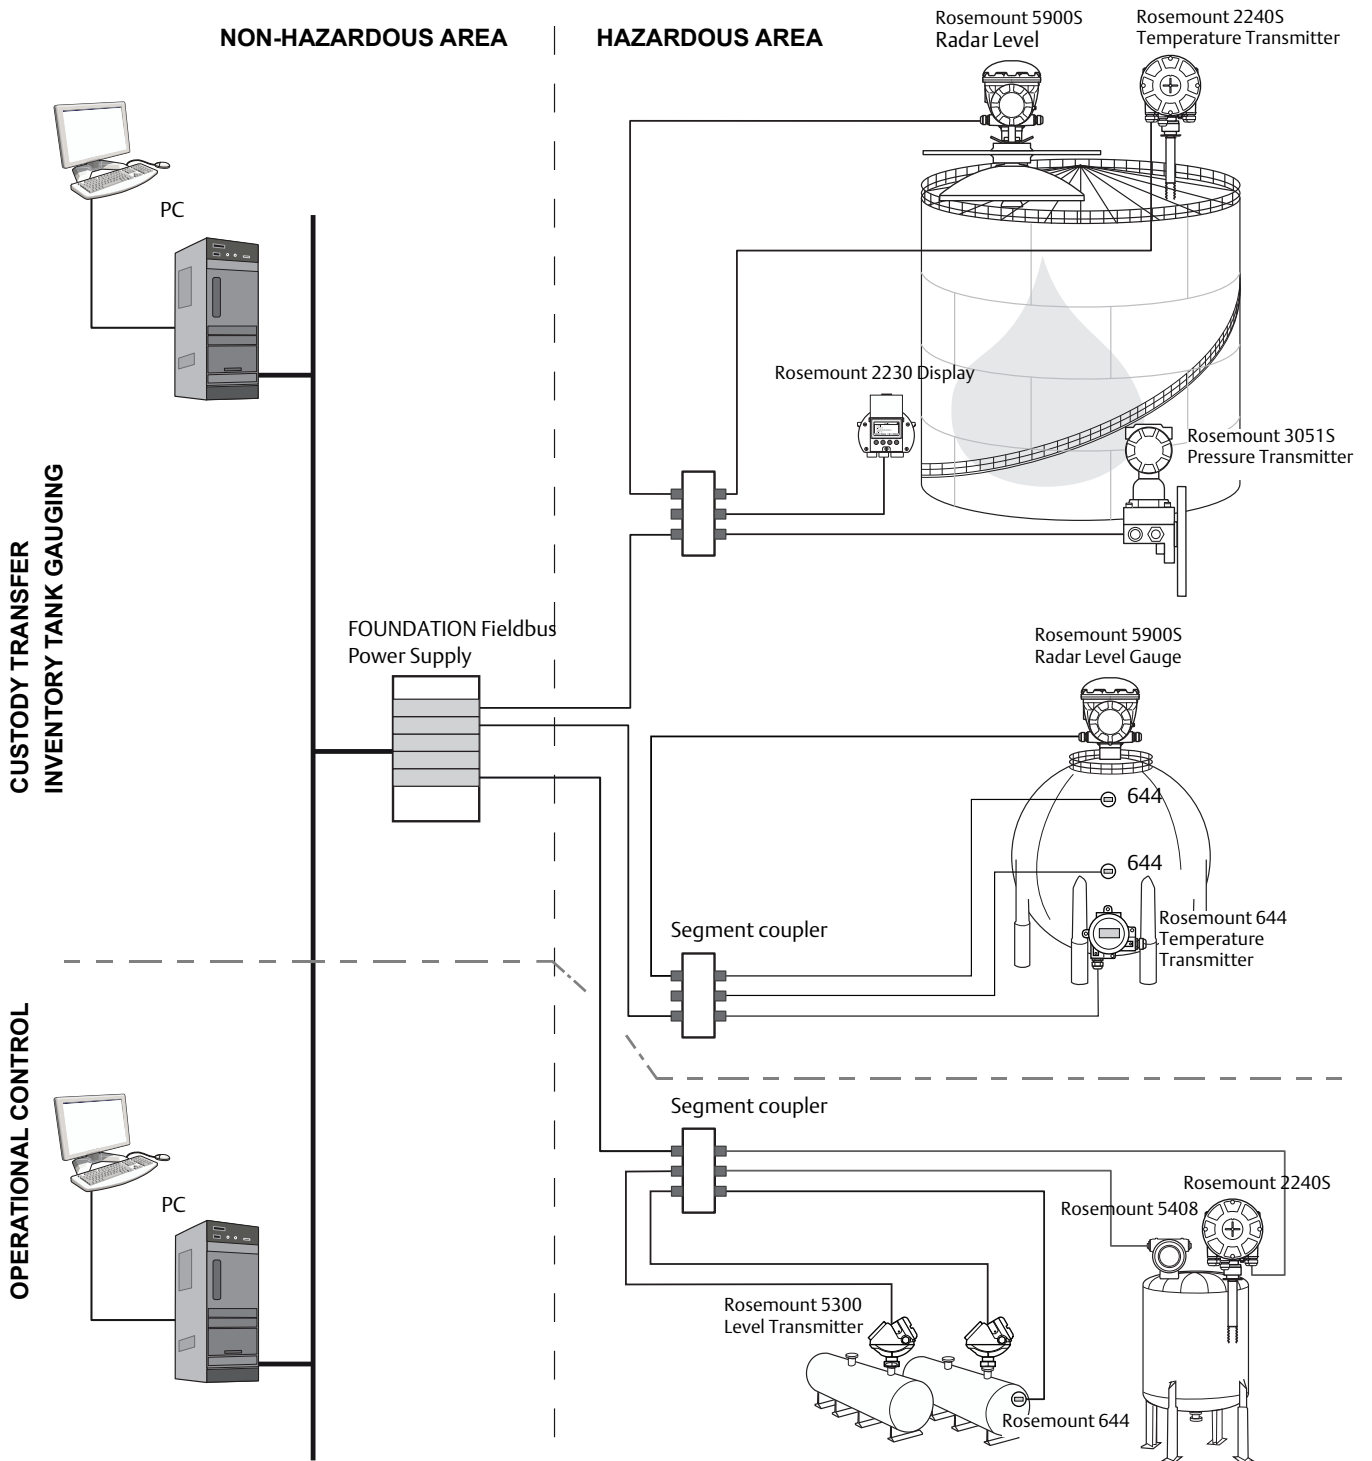 NON-HAZARDOUS AREA
HAZARDOUS AREA
Rosemount 5900S
Radar Level
Rosemount 2240S
Temperature Transmitter
PC
Rosemount 2230 Display
Rosemount 3051S
Pressure Transmitter
CUSTODY TRANSFER
INVENTORY TANK GAUGING
FOUNDATION Fieldbus
Power Supply
Rosemount 5900S
Radar Level Gauge
644
644
Rosemount 644
Temperature
Transmitter
Segment coupler
OPERATIONAL CONTROL
Segment coupler
PC
Rosemount 2240S
Rosemount 5408
Rosemount 5300
Level Transmitter
Rosemount 644